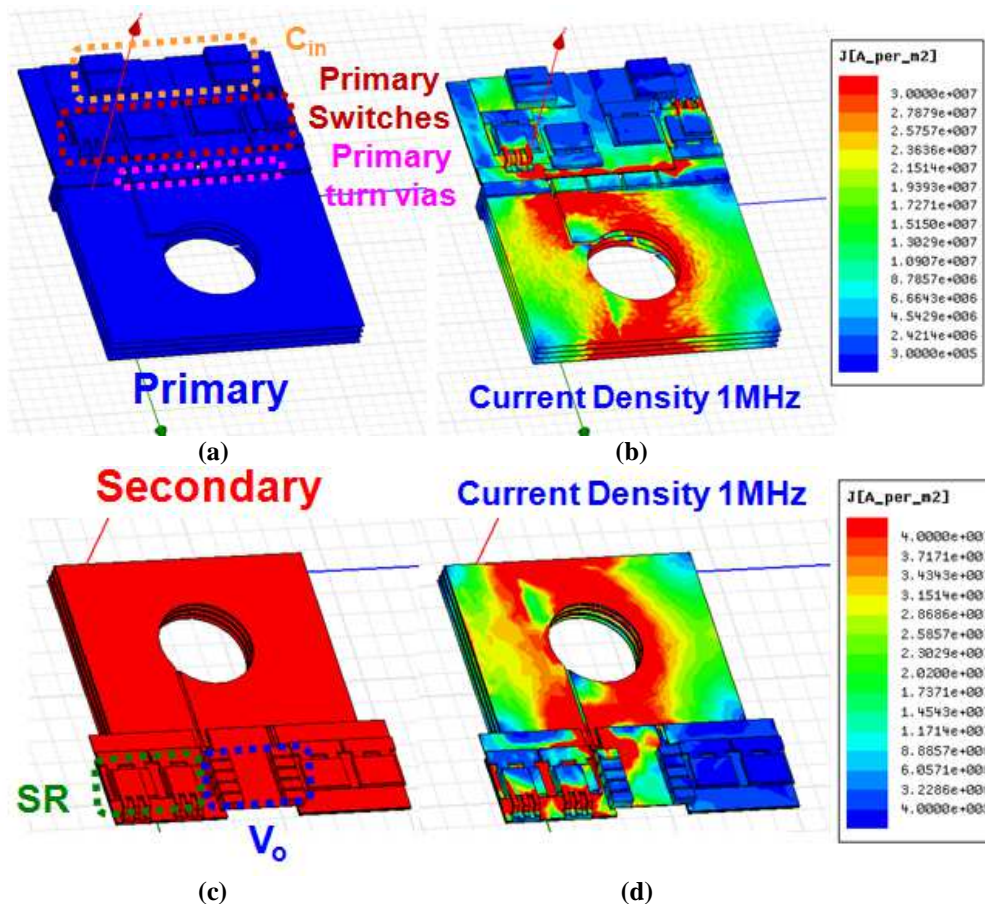 C_in
Primary
Switches
Primary
turn vias
Primary
(a)
J[A_per_m2]
3.0000e+007
2.7879e+007
2.5757e+007
2.3636e+007
2.1514e+007
1.9393e+007
1.7271e+007
1.5150e+007
1.3029e+007
1.0907e+007
8.7857e+006
6.6643e+006
4.5429e+006
2.4214e+006
3.0000e+005
Current Density 1MHz
(b)
Secondary
SR
V_o
(c)
Current Density 1MHz
J[A_per_m2]
4.0000e+00
3.7171e+00
3.4343e+00
3.1514e+00
2.8686e+00
2.5857e+00
2.3029e+00
2.0200e+00
1.7371e+00
1.4543e+00
1.1714e+00
8.8857e+00
6.0571e+00
3.2286e+00
4.0000e+00
(d)